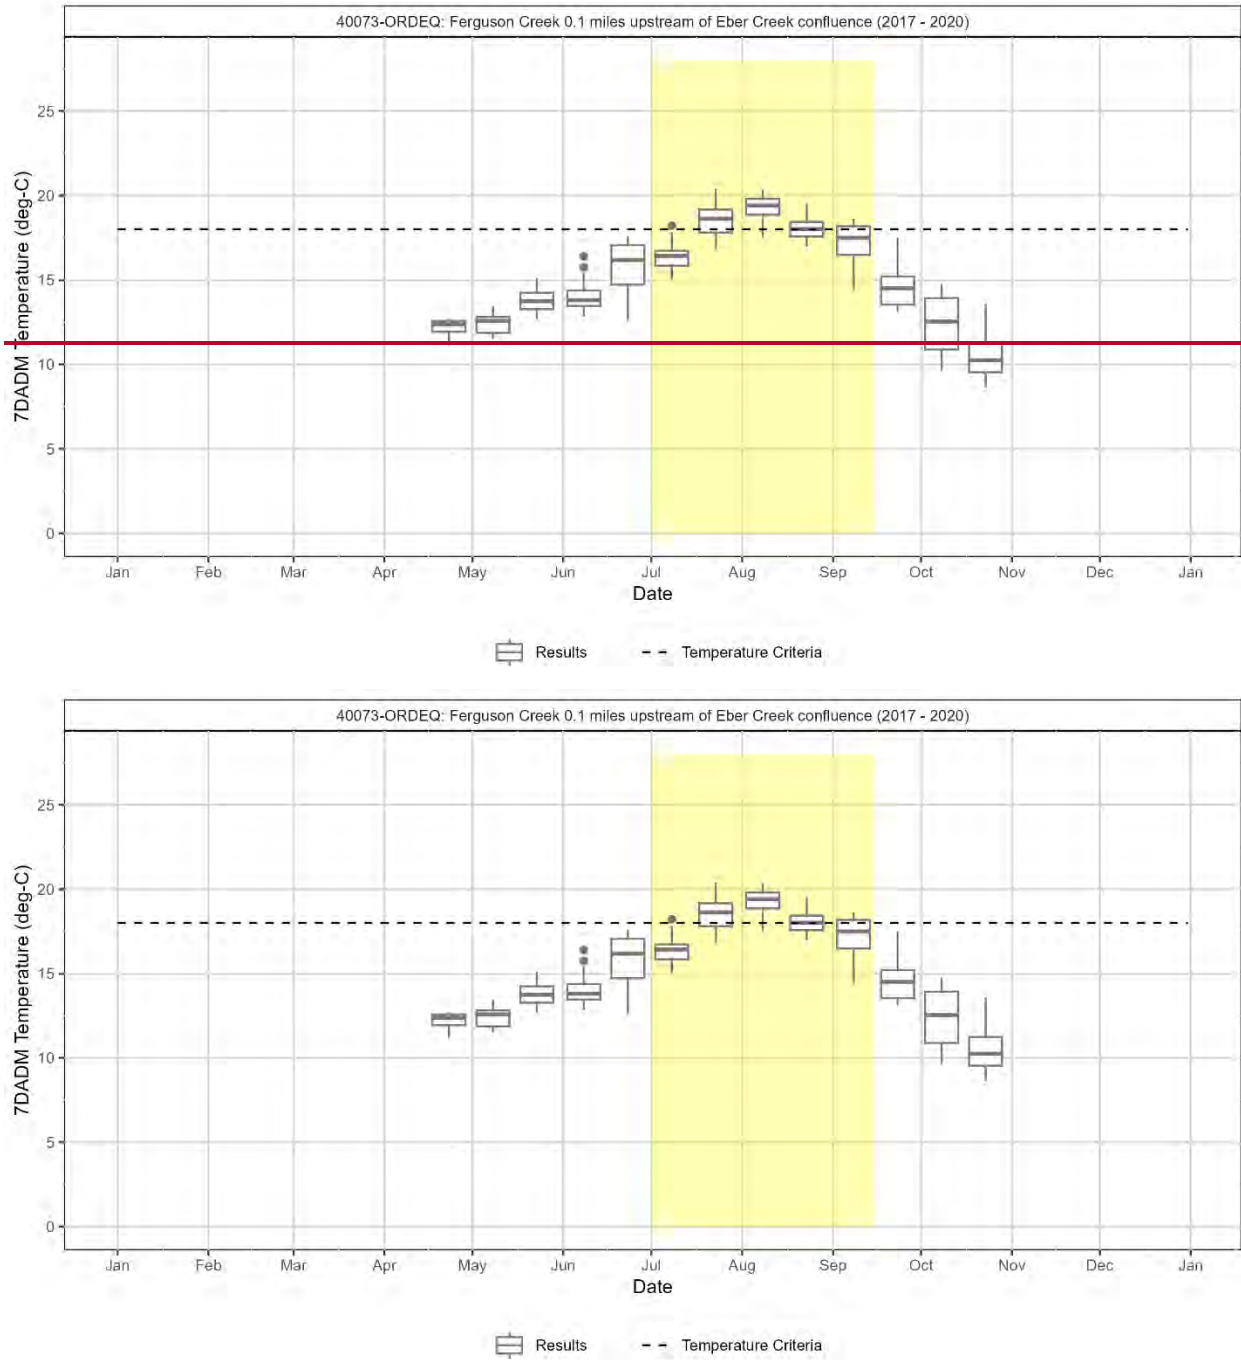 40073-ORDEQ: Ferguson Creek 0.1 miles upstream of Eber Creek confluence (2017 - 2020)
7DADM Temperature (deg-C)
25
20
15
10
5
0
Jan Feb Mar Apr May Jun Jul Aug Sep Oct Nov Dec Jan
Date
Results Temperature Criteria
40073-ORDEQ: Ferguson Creek 0.1 miles upstream of Eber Creek confluence (2017 - 2020)
7DADM Temperature (deg-C)
25
20
15
10
5
0
Jan Feb Mar Apr May Jun Jul Aug Sep Oct Nov Dec Jan
Date
Results Temperature Criteria